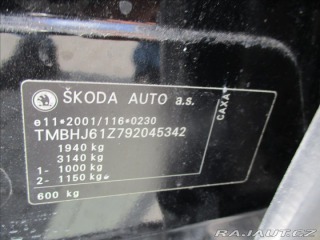 ŠKODA AUTO a.s.
e11*2001/116*0230
TMBHJ61Z792045342
1940 kg
3140 kg
1- 1000 kg
2- 1150 kg
600 kg
CAXA
RAJAUT.CZ